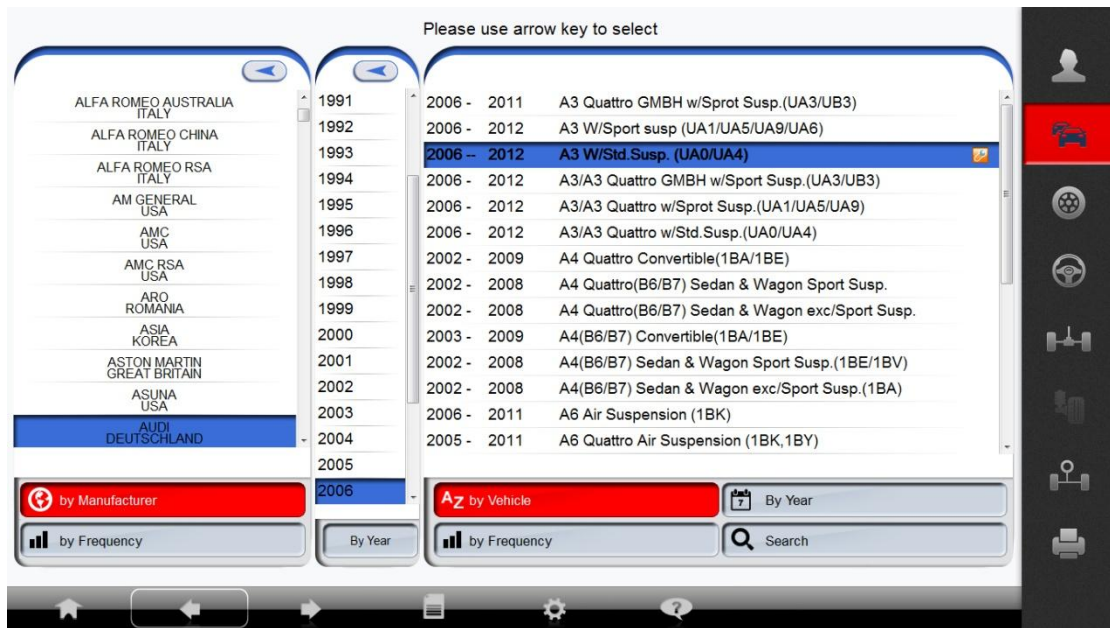 Please use arrow key to select
ALFA ROMEO AUSTRALIA
ITALY
ALFA ROMEO CHINA
ITALY
ALFA ROMEO RSA
ITALY
AM GENERAL
USA
AMC
USA
AMC RSA
USA
ARO
ROMANIA
ASIA
KOREA
ASTON MARTIN
GREAT BRITAIN
ASUNA
USA
AUDI
DEUTSCHLAND
by Manufacturer
by Frequency
1991
1992
1993
1994
1995
1996
1997
1998
1999
2000
2001
2002
2003
2004
2005
2006
By Year
2006 - 2011 A3 Quattro GMBH w/Sprot Susp.(UA3/UB3)
2006 - 2012 A3 W/Sport susp (UA1/UA5/UA9/UA6)
2006 -- 2012 A3 W/Std.Susp. (UA0/UA4)
2006 - 2012 A3/A3 Quattro GMBH w/Sport Susp.(UA3/UB3)
2006 - 2012 A3/A3 Quattro w/Sprot Susp.(UA1/UA5/UA9)
2006 - 2012 A3/A3 Quattro w/Std.Susp.(UA0/UA4)
2002 - 2009 A4 Quattro Convertible(1BA/1BE)
2002 - 2008 A4 Quattro(B6/B7) Sedan & Wagon Sport Susp.
2002 - 2008 A4 Quattro(B6/B7) Sedan & Wagon exc/Sport Susp.
2003 - 2009 A4(B6/B7) Convertible(1BA/1BE)
2002 - 2008 A4(B6/B7) Sedan & Wagon Sport Susp.(1BE/1BV)
2002 - 2008 A4(B6/B7) Sedan & Wagon exc/Sport Susp.(1BA)
2006 - 2011 A6 Air Suspension (1BK)
2005 - 2011 A6 Quattro Air Suspension (1BK,1BY)
AZ by Vehicle
7 By Year
by Frequency
Search
?